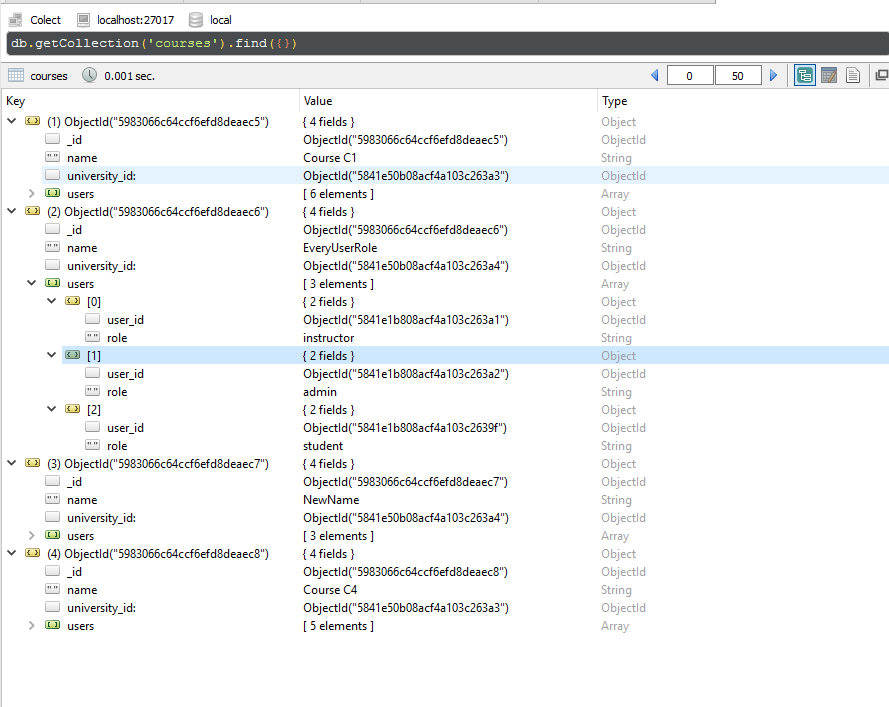 Colect localhost:27017 local
db.getCollection('courses').find({})
courses 0.001 sec. 0 50
Key Value Type
(1) ObjectId("5983066c64ccf6efd8deaec5") { 4 fields } Object
_id ObjectId("5983066c64ccf6efd8deaec5") ObjectId
" " name Course C1 String
university_id: ObjectId("5841e50b08acf4a103c263a3") ObjectId
users [ 6 elements ] Array
(2) ObjectId("5983066c64ccf6efd8deaec6") { 4 fields } Object
_id ObjectId("5983066c64ccf6efd8deaec6") ObjectId
" " name EveryUserRole String
university_id: ObjectId("5841e50b08acf4a103c263a4") ObjectId
users [ 3 elements ] Array
[0] { 2 fields } Object
user_id ObjectId("5841e1b808acf4a103c263a1") ObjectId
" " role instructor String
[1] { 2 fields } Object
user_id ObjectId("5841e1b808acf4a103c263a2") ObjectId
" " role admin String
[2] { 2 fields } Object
user_id ObjectId("5841e1b808acf4a103c2639f") ObjectId
" " role student String
(3) ObjectId("5983066c64ccf6efd8deaec7") { 4 fields } Object
_id ObjectId("5983066c64ccf6efd8deaec7") ObjectId
" " name NewName String
university_id: ObjectId("5841e50b08acf4a103c263a4") ObjectId
users [ 3 elements ] Array
(4) ObjectId("5983066c64ccf6efd8deaec8") { 4 fields } Object
_id ObjectId("5983066c64ccf6efd8deaec8") ObjectId
" " name Course C4 String
university_id: ObjectId("5841e50b08acf4a103c263a3") ObjectId
users [ 5 elements ] Array